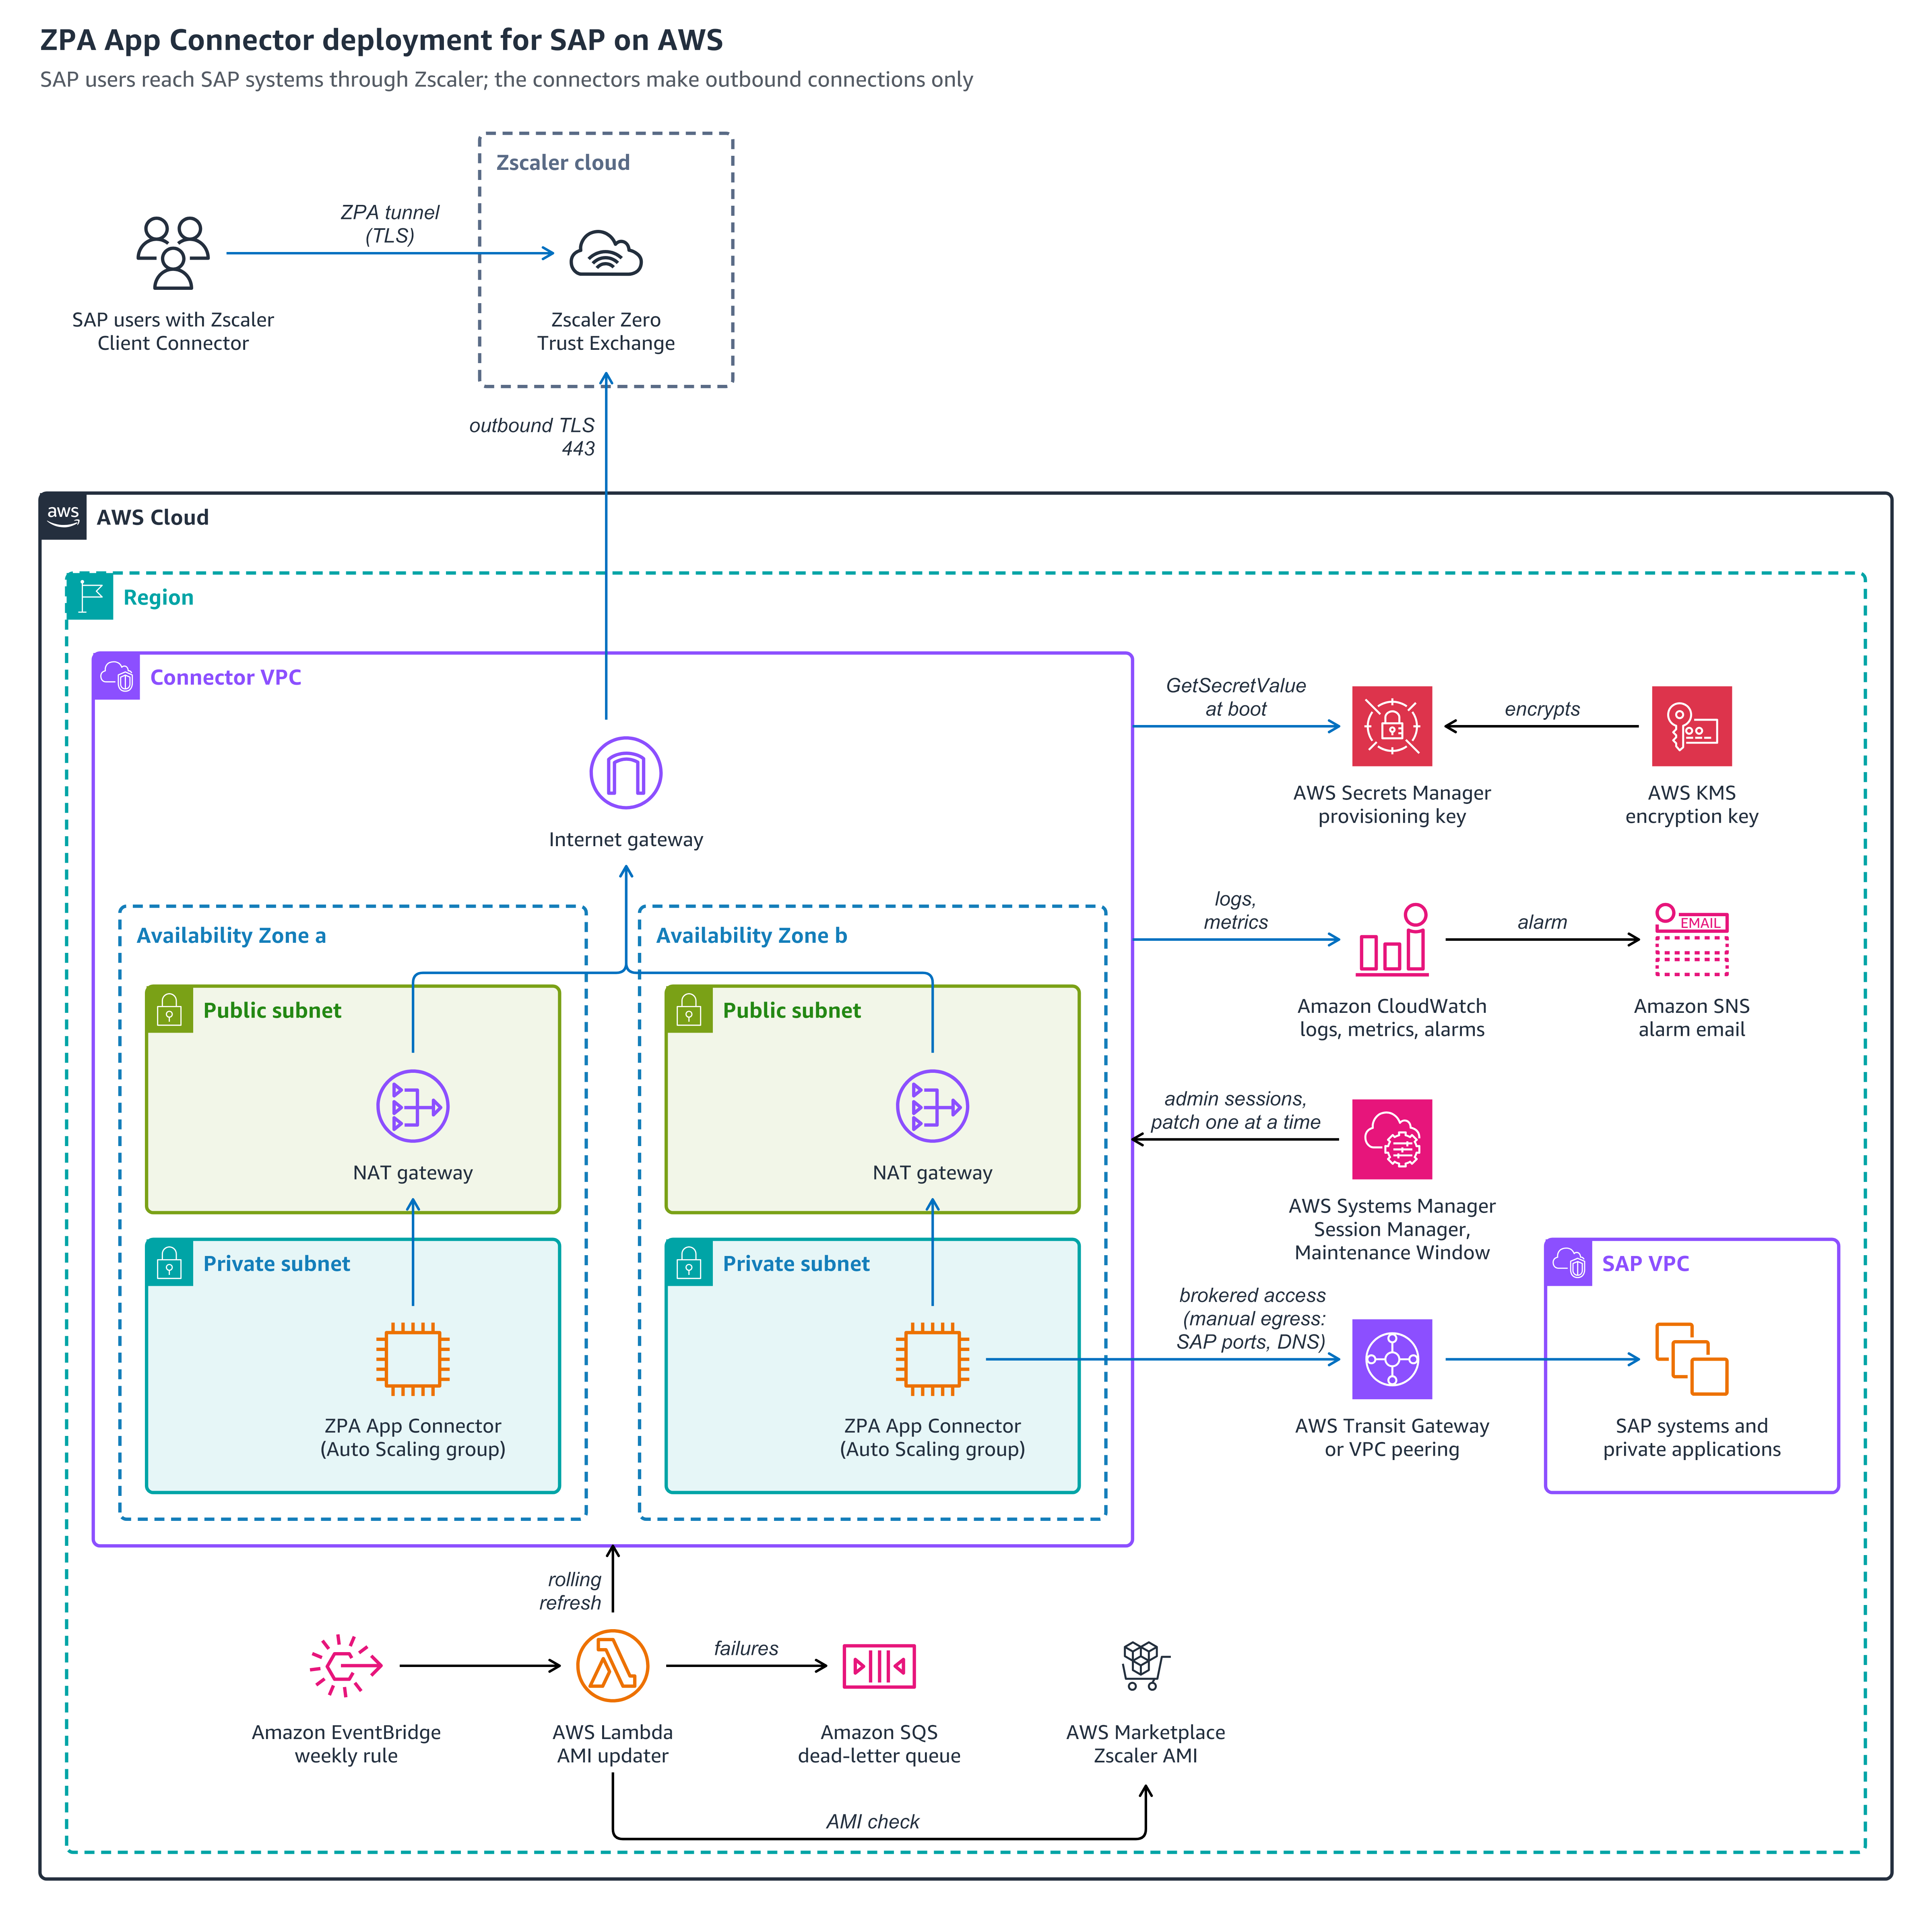 ZPA App Connector deployment for SAP on AWS
SAP users reach SAP systems through Zscaler; the connectors make outbound connections only
Zscaler cloud
ZPA tunnel
(TLS)
SAP users with Zscaler
Client Connector
Zscaler Zero
Trust Exchange
outbound TLS
443
aws
AWS Cloud
Region
Connector VPC
Internet gateway
GetSecretValue
at boot
encrypts
AWS Secrets Manager
provisioning key
AWS KMS
encryption key
Availability Zone a
Availability Zone b
logs,
metrics
alarm
EMAIL
Amazon CloudWatch
logs, metrics, alarms
Amazon SNS
alarm email
Public subnet
Public subnet
NAT gateway
NAT gateway
admin sessions,
patch one at a time
AWS Systems Manager
Session Manager,
Maintenance Window
Private subnet
Private subnet
SAP VPC
brokered access
(manual egress:
SAP ports, DNS)
ZPA App Connector
(Auto Scaling group)
ZPA App Connector
(Auto Scaling group)
AWS Transit Gateway
or VPC peering
SAP systems and
private applications
rolling
refresh
failures
Amazon EventBridge
weekly rule
AWS Lambda
AMI updater
Amazon SQS
dead-letter queue
AWS Marketplace
Zscaler AMI
AMI check